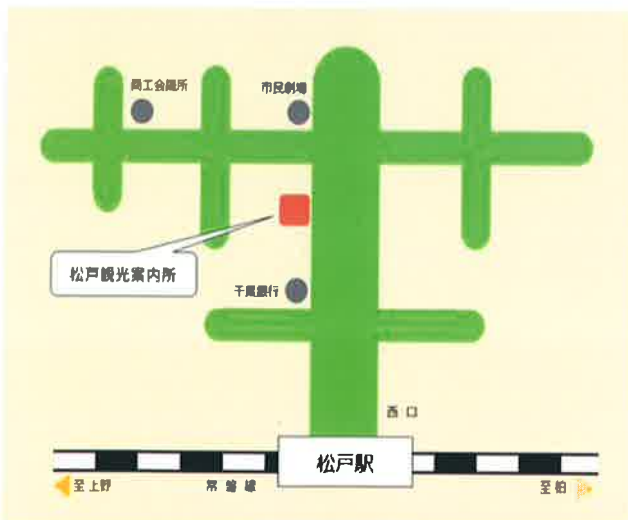 商工会議所
市民劇場
松戸観光案内所
千葉銀行
西口
松戸駅
至上野
常磐線
至柏